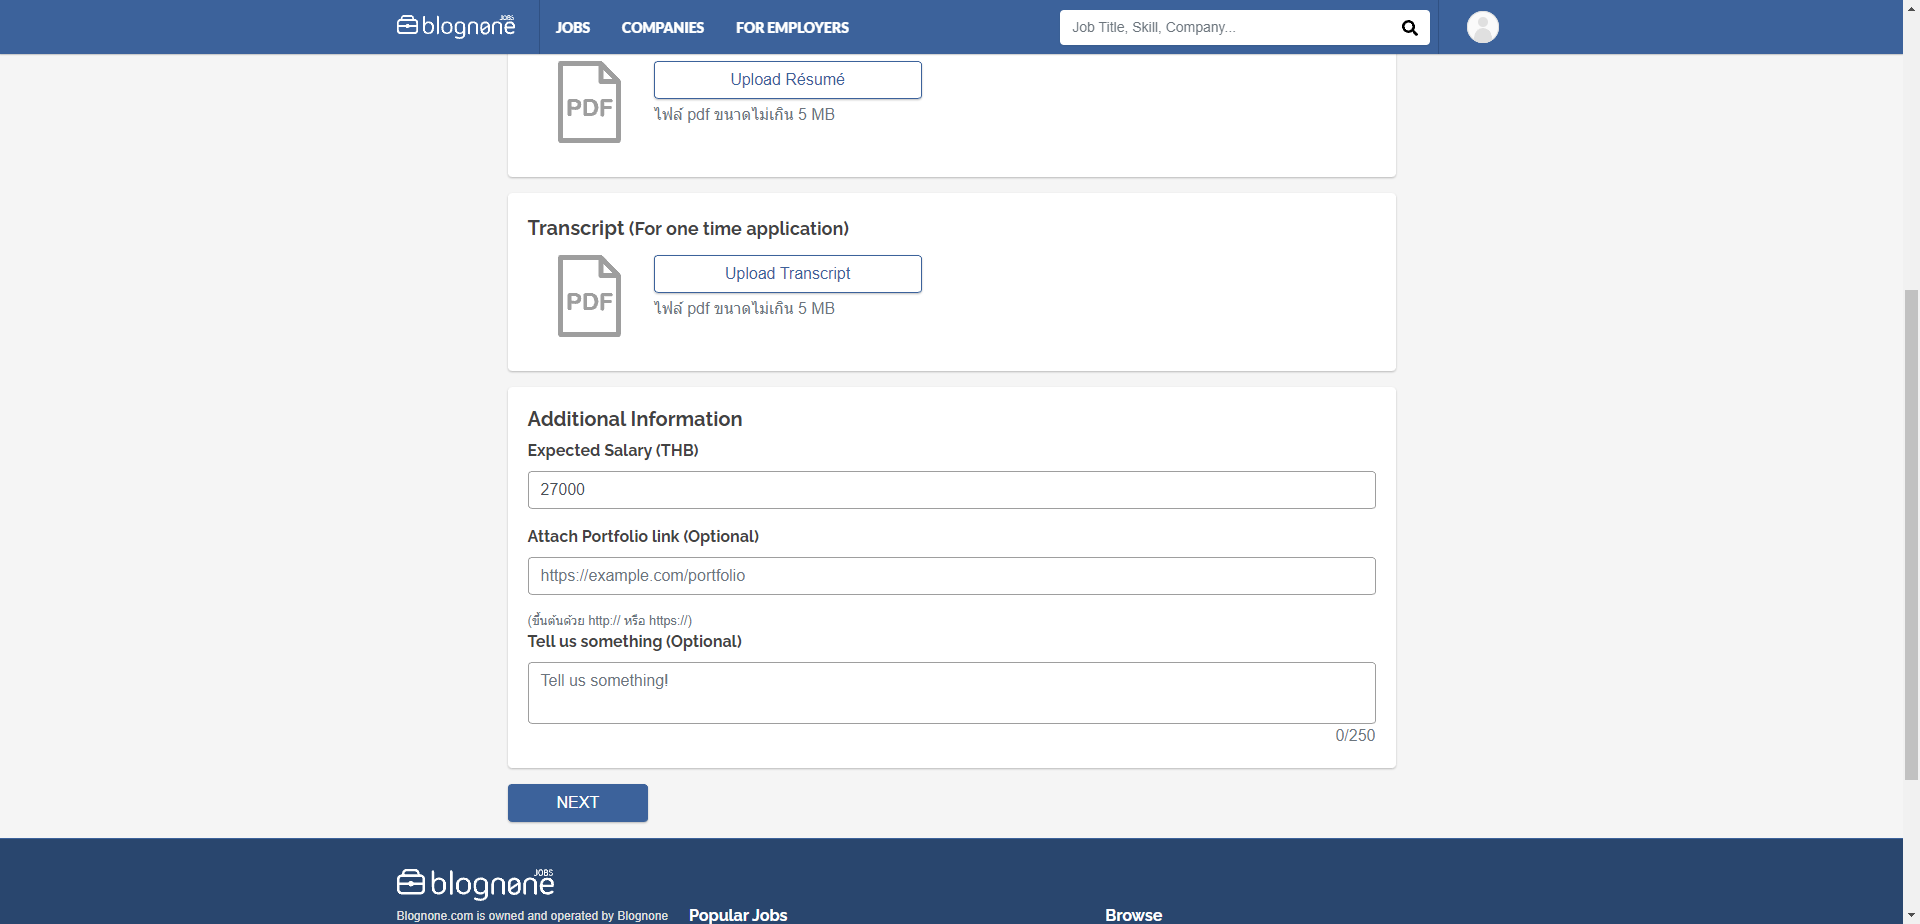 blognone JOBS
JOBS
COMPANIES
FOR EMPLOYERS
Job Title, Skill, Company...
PDF
Upload Résumé
ไฟล์ pdf ขนาดไม่เกิน 5 MB
Transcript (For one time application)
PDF
Upload Transcript
ไฟล์ pdf ขนาดไม่เกิน 5 MB
Additional Information
Expected Salary (THB)
27000
Attach Portfolio link (Optional)
https://example.com/portfolio
(ขึ้นต้นด้วย http:// หรือ https://)
Tell us something (Optional)
Tell us something!
0/250
NEXT
blognone JOBS
Blognone.com is owned and operated by Blognone
Popular Jobs
Browse